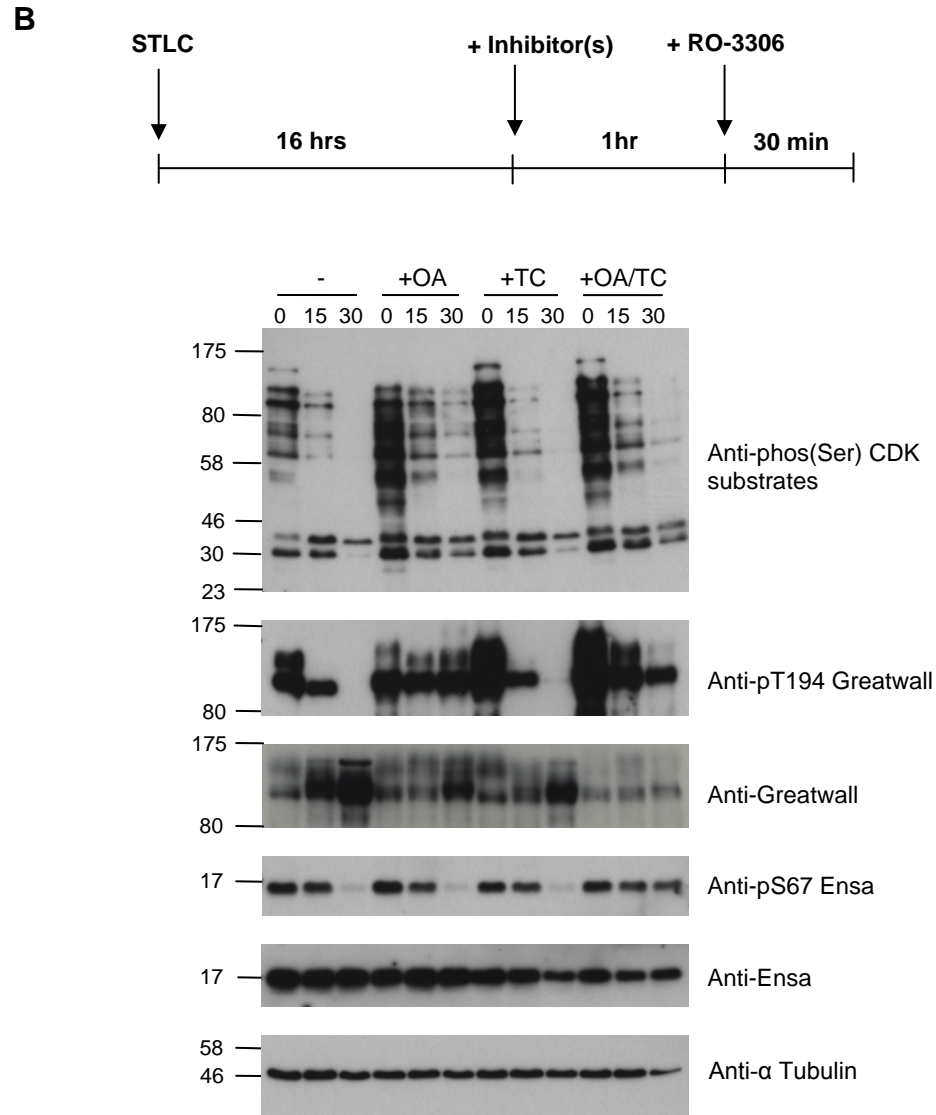 B
STLC + Inhibitor(s) + RO-3306
16 hrs 1hr 30 min
- +OA +TC +OA/TC
0 15 30 0 15 30 0 15 30 0 15 30
175
80
58
46
30
23
Anti-phos(Ser) CDK
substrates
175
80
Anti-pT194 Greatwall
175
80
Anti-Greatwall
17
Anti-pS67 Ensa
17
Anti-Ensa
58
46
Anti-α Tubulin